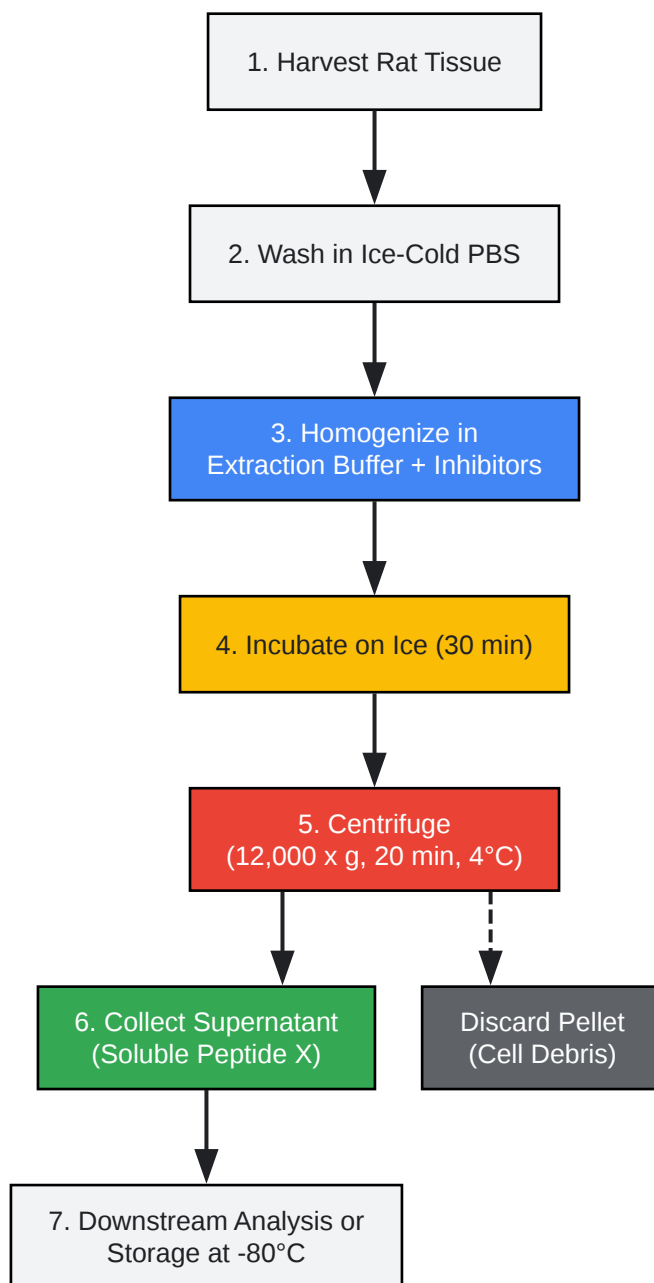 1. Harvest Rat Tissue
2. Wash in Ice-Cold PBS
3. Homogenize in
Extraction Buffer + Inhibitors
4. Incubate on Ice (30 min)
5. Centrifuge
(12,000 x g, 20 min, 4°C)
6. Collect Supernatant
(Soluble Peptide X)
Discard Pellet
(Cell Debris)
7. Downstream Analysis or
Storage at -80°C